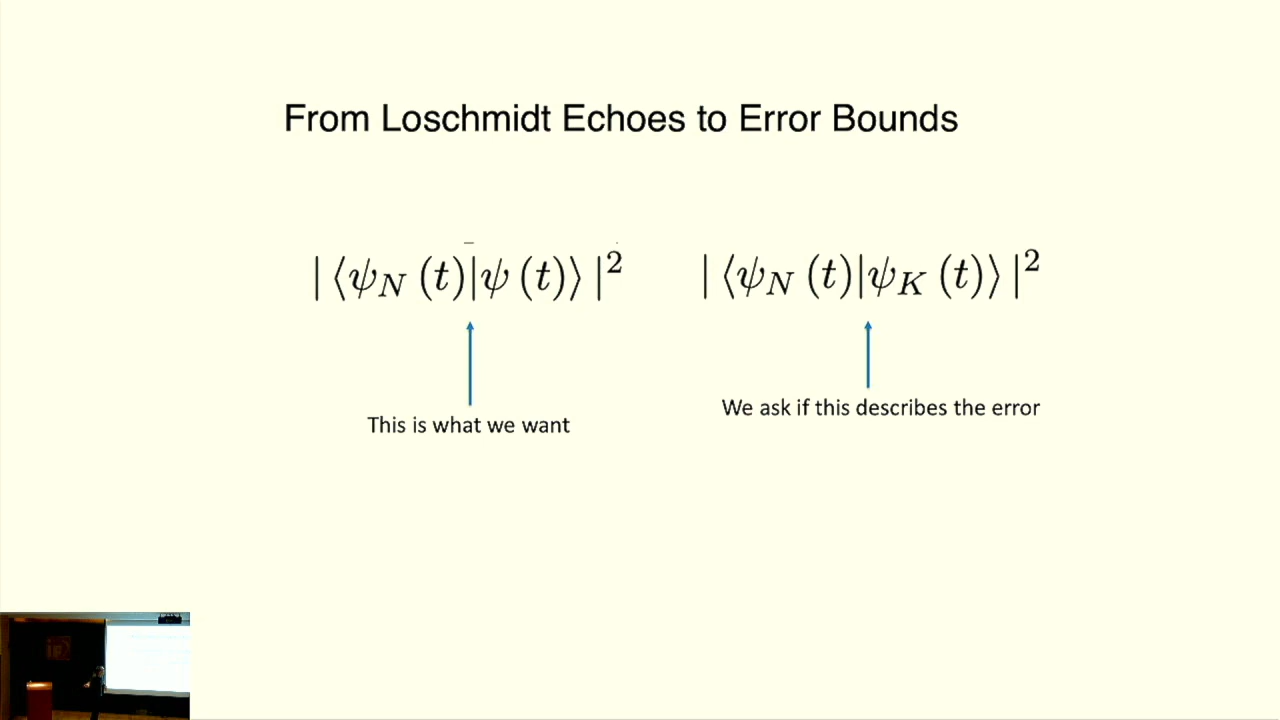 From Loschmidt Echoes to Error Bounds
|⟨ψ_N (t)|ψ (t)⟩|² |⟨ψ_N (t)|ψ_K (t)⟩|²
We ask if this describes the error
This is what we want